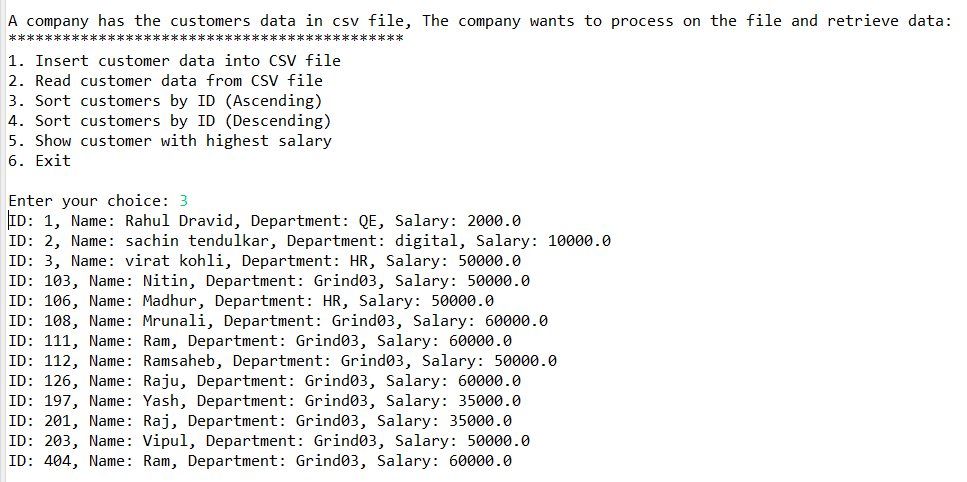 A company has the customers data in csv file, The company wants to process on the file and retrieve data:
********************************************
1. Insert customer data into CSV file
2. Read customer data from CSV file
3. Sort customers by ID (Ascending)
4. Sort customers by ID (Descending)
5. Show customer with highest salary
6. Exit
Enter your choice: 3
ID: 1, Name: Rahul Dravid, Department: QE, Salary: 2000.0
ID: 2, Name: sachin tendulkar, Department: digital, Salary: 10000.0
ID: 3, Name: virat kohli, Department: HR, Salary: 50000.0
ID: 103, Name: Nitin, Department: Grind03, Salary: 50000.0
ID: 106, Name: Madhur, Department: HR, Salary: 50000.0
ID: 108, Name: Mrunali, Department: Grind03, Salary: 60000.0
ID: 111, Name: Ram, Department: Grind03, Salary: 60000.0
ID: 112, Name: Ramsaheb, Department: Grind03, Salary: 50000.0
ID: 126, Name: Raju, Department: Grind03, Salary: 60000.0
ID: 197, Name: Yash, Department: Grind03, Salary: 35000.0
ID: 201, Name: Raj, Department: Grind03, Salary: 35000.0
ID: 203, Name: Vipul, Department: Grind03, Salary: 50000.0
ID: 404, Name: Ram, Department: Grind03, Salary: 60000.0